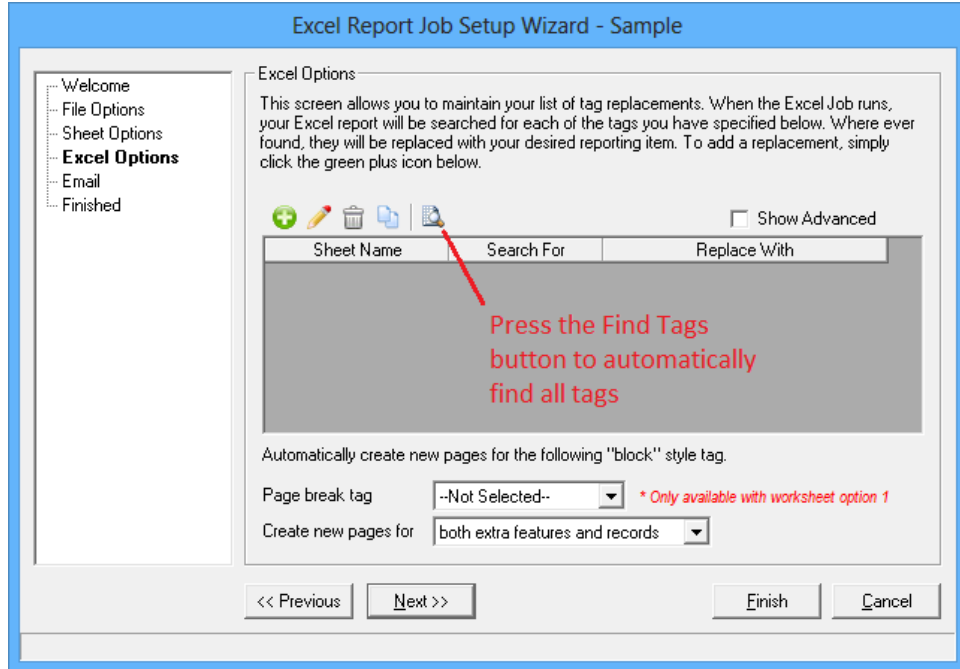 Excel Report Job Setup Wizard - Sample
Welcome
File Options
Sheet Options
Excel Options
Email
Finished
Excel Options
This screen allows you to maintain your list of tag replacements. When the Excel Job runs,
your Excel report will be searched for each of the tags you have specified below. Where ever
found, they will be replaced with your desired reporting item. To add a replacement, simply
click the green plus icon below.
Show Advanced
Sheet Name Search For Replace With
Press the Find Tags
button to automatically
find all tags
Automatically create new pages for the following "block" style tag.
Page break tag --Not Selected-- * Only available with worksheet option 1
Create new pages for both extra features and records
<< Previous Next >> Finish Cancel